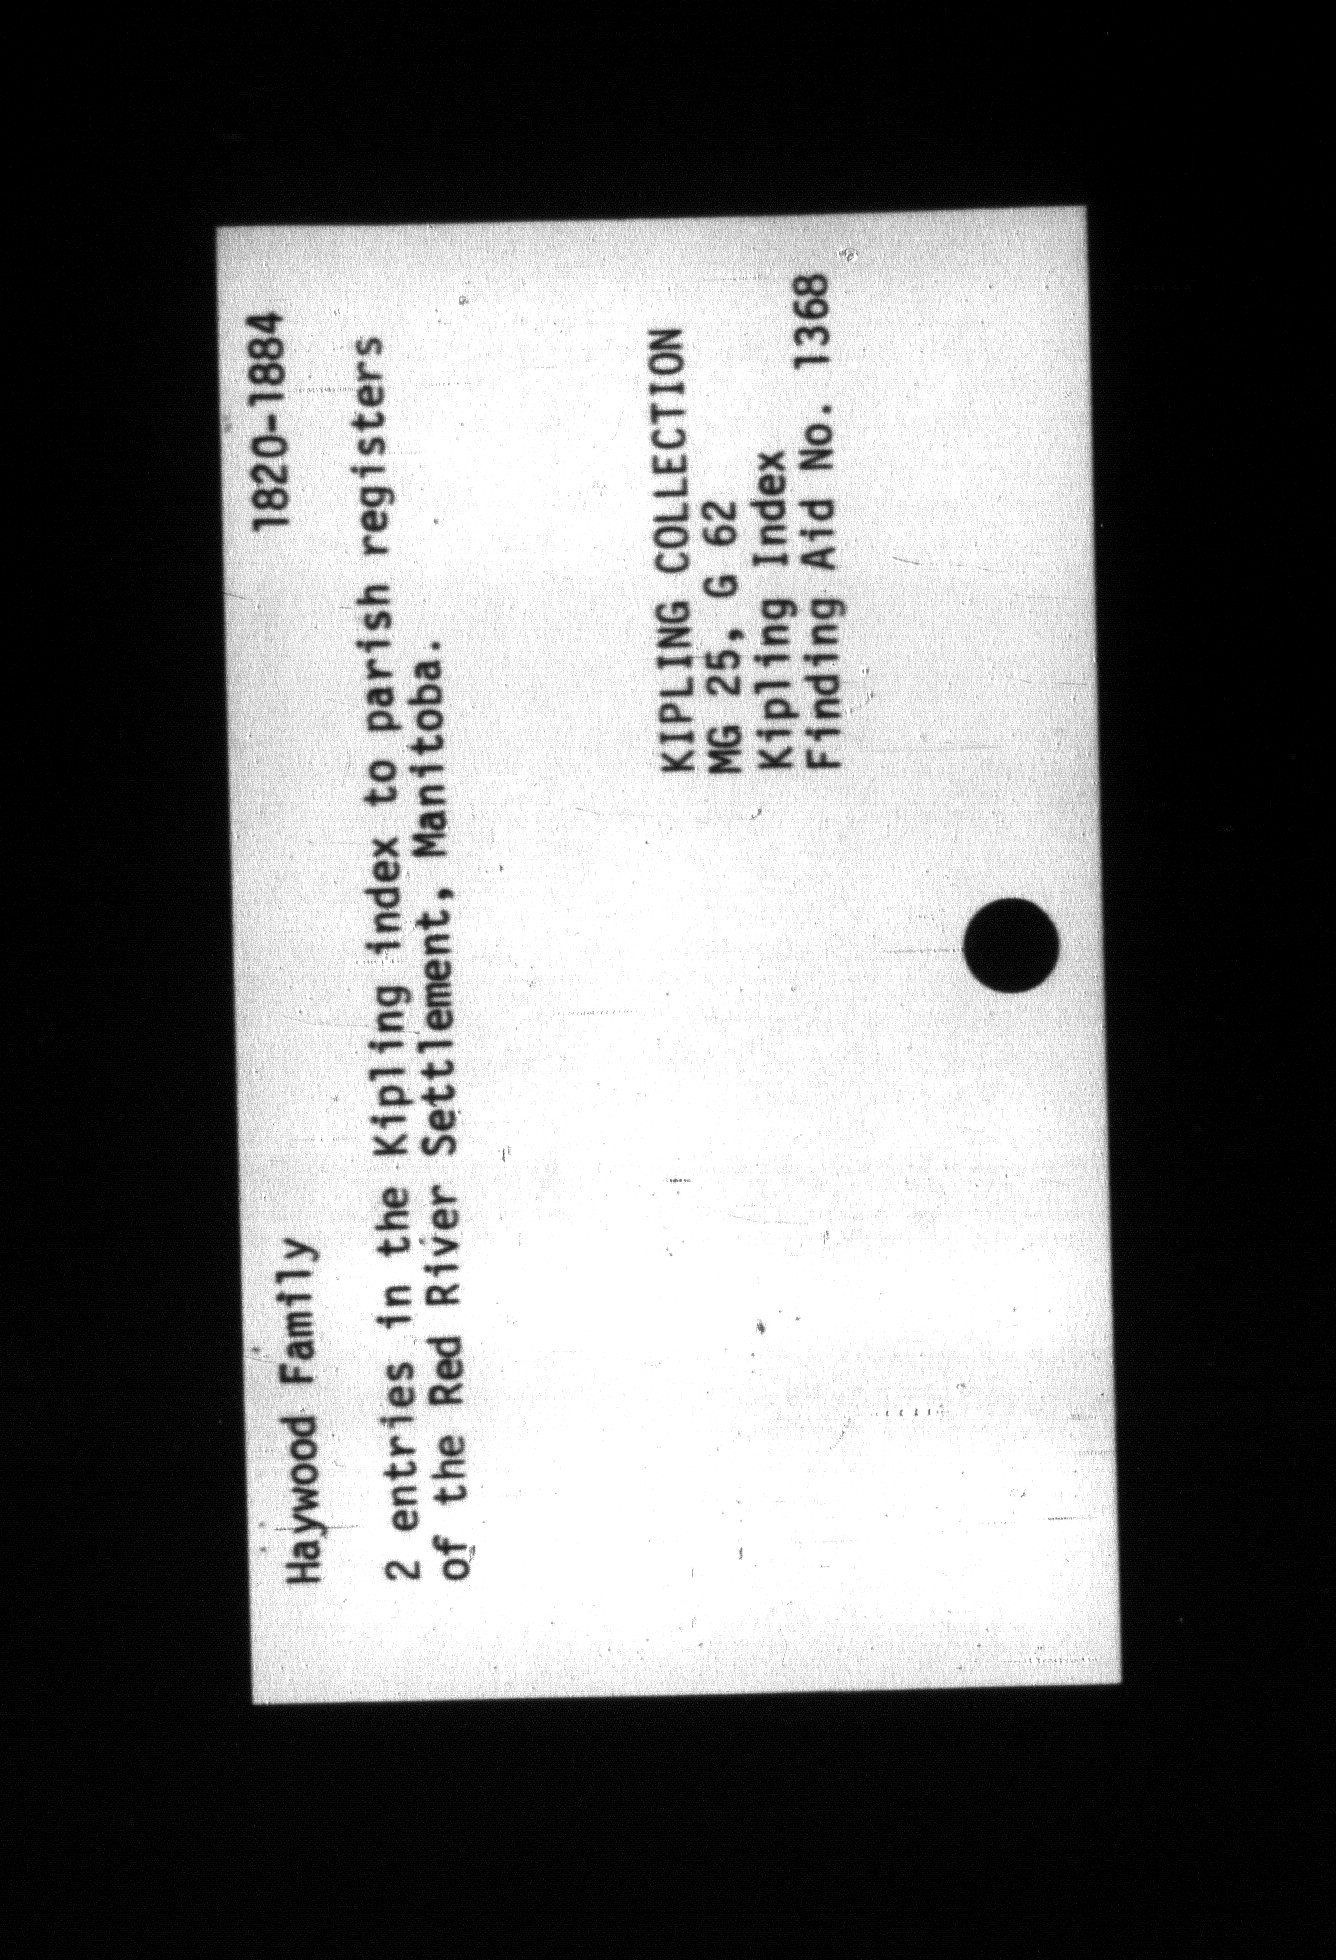 Haywood Family 1820-1884
2 entries in the Kipling index to parish registers
of the Red River Settlement, Manitoba.
KIPLING COLLECTION
MG 25, G 62
Kipling Index
Finding Aid No. 1368